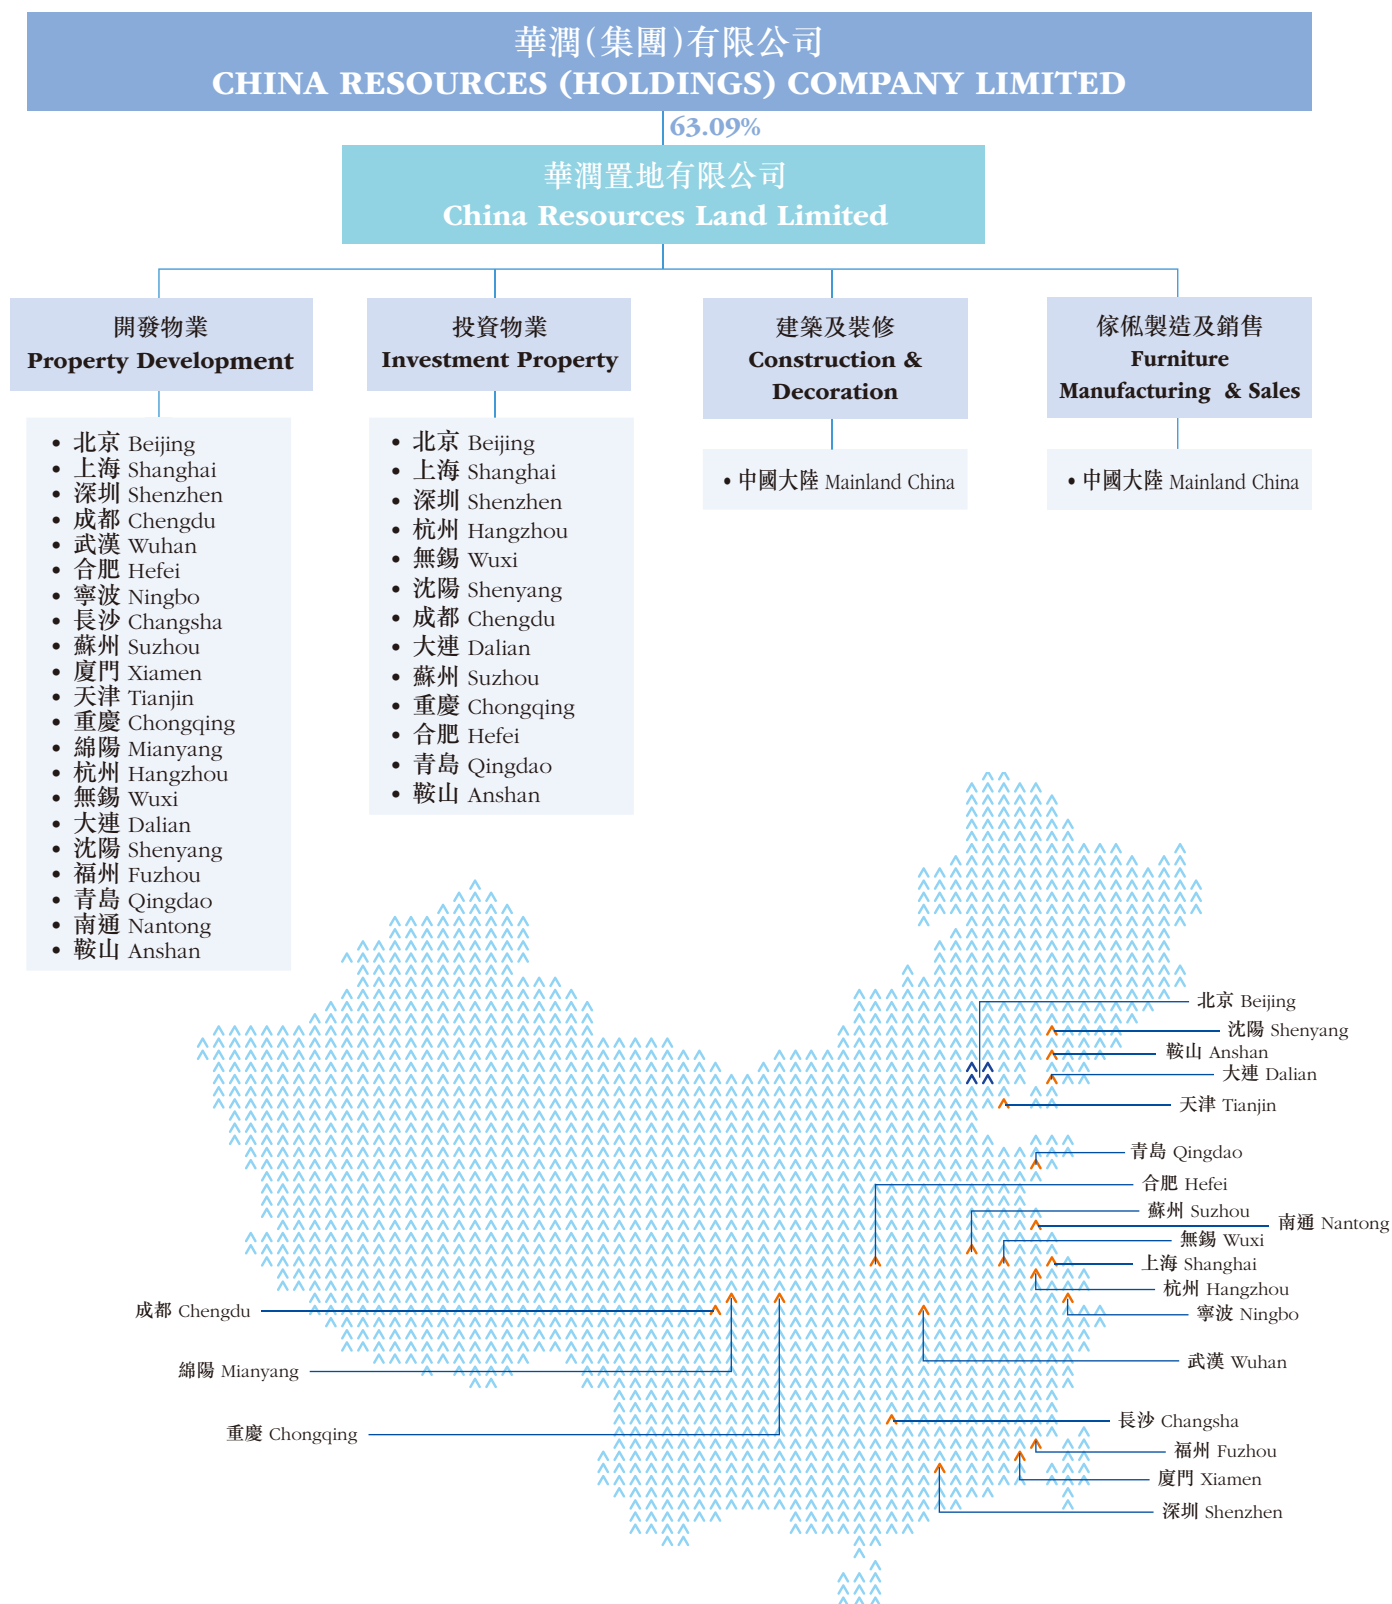 華潤(集團)有限公司
CHINA RESOURCES (HOLDINGS) COMPANY LIMITED
63.09%
華潤置地有限公司
China Resources Land Limited
開發物業
Property Development
• 北京 Beijing
• 上海 Shanghai
• 深圳 Shenzhen
• 成都 Chengdu
• 武漢 Wuhan
• 合肥 Hefei
• 寧波 Ningbo
• 長沙 Changsha
• 蘇州 Suzhou
• 廈門 Xiamen
• 天津 Tianjin
• 重慶 Chongqing
• 綿陽 Mianyang
• 杭州 Hangzhou
• 無錫 Wuxi
• 大連 Dalian
• 沈陽 Shenyang
• 福州 Fuzhou
• 青島 Qingdao
• 南通 Nantong
• 鞍山 Anshan
投資物業
Investment Property
• 北京 Beijing
• 上海 Shanghai
• 深圳 Shenzhen
• 杭州 Hangzhou
• 無錫 Wuxi
• 沈陽 Shenyang
• 成都 Chengdu
• 大連 Dalian
• 蘇州 Suzhou
• 重慶 Chongqing
• 合肥 Hefei
• 青島 Qingdao
• 鞍山 Anshan
建築及裝修
Construction &
Decoration
• 中國大陸 Mainland China
傢俬製造及銷售
Furniture
Manufacturing & Sales
• 中國大陸 Mainland China
北京 Beijing
沈陽 Shenyang
鞍山 Anshan
大連 Dalian
天津 Tianjin
青島 Qingdao
合肥 Hefei
蘇州 Suzhou
南通 Nantong
無錫 Wuxi
上海 Shanghai
杭州 Hangzhou
成都 Chengdu
寧波 Ningbo
武漢 Wuhan
綿陽 Mianyang
長沙 Changsha
重慶 Chongqing
福州 Fuzhou
廈門 Xiamen
深圳 Shenzhen